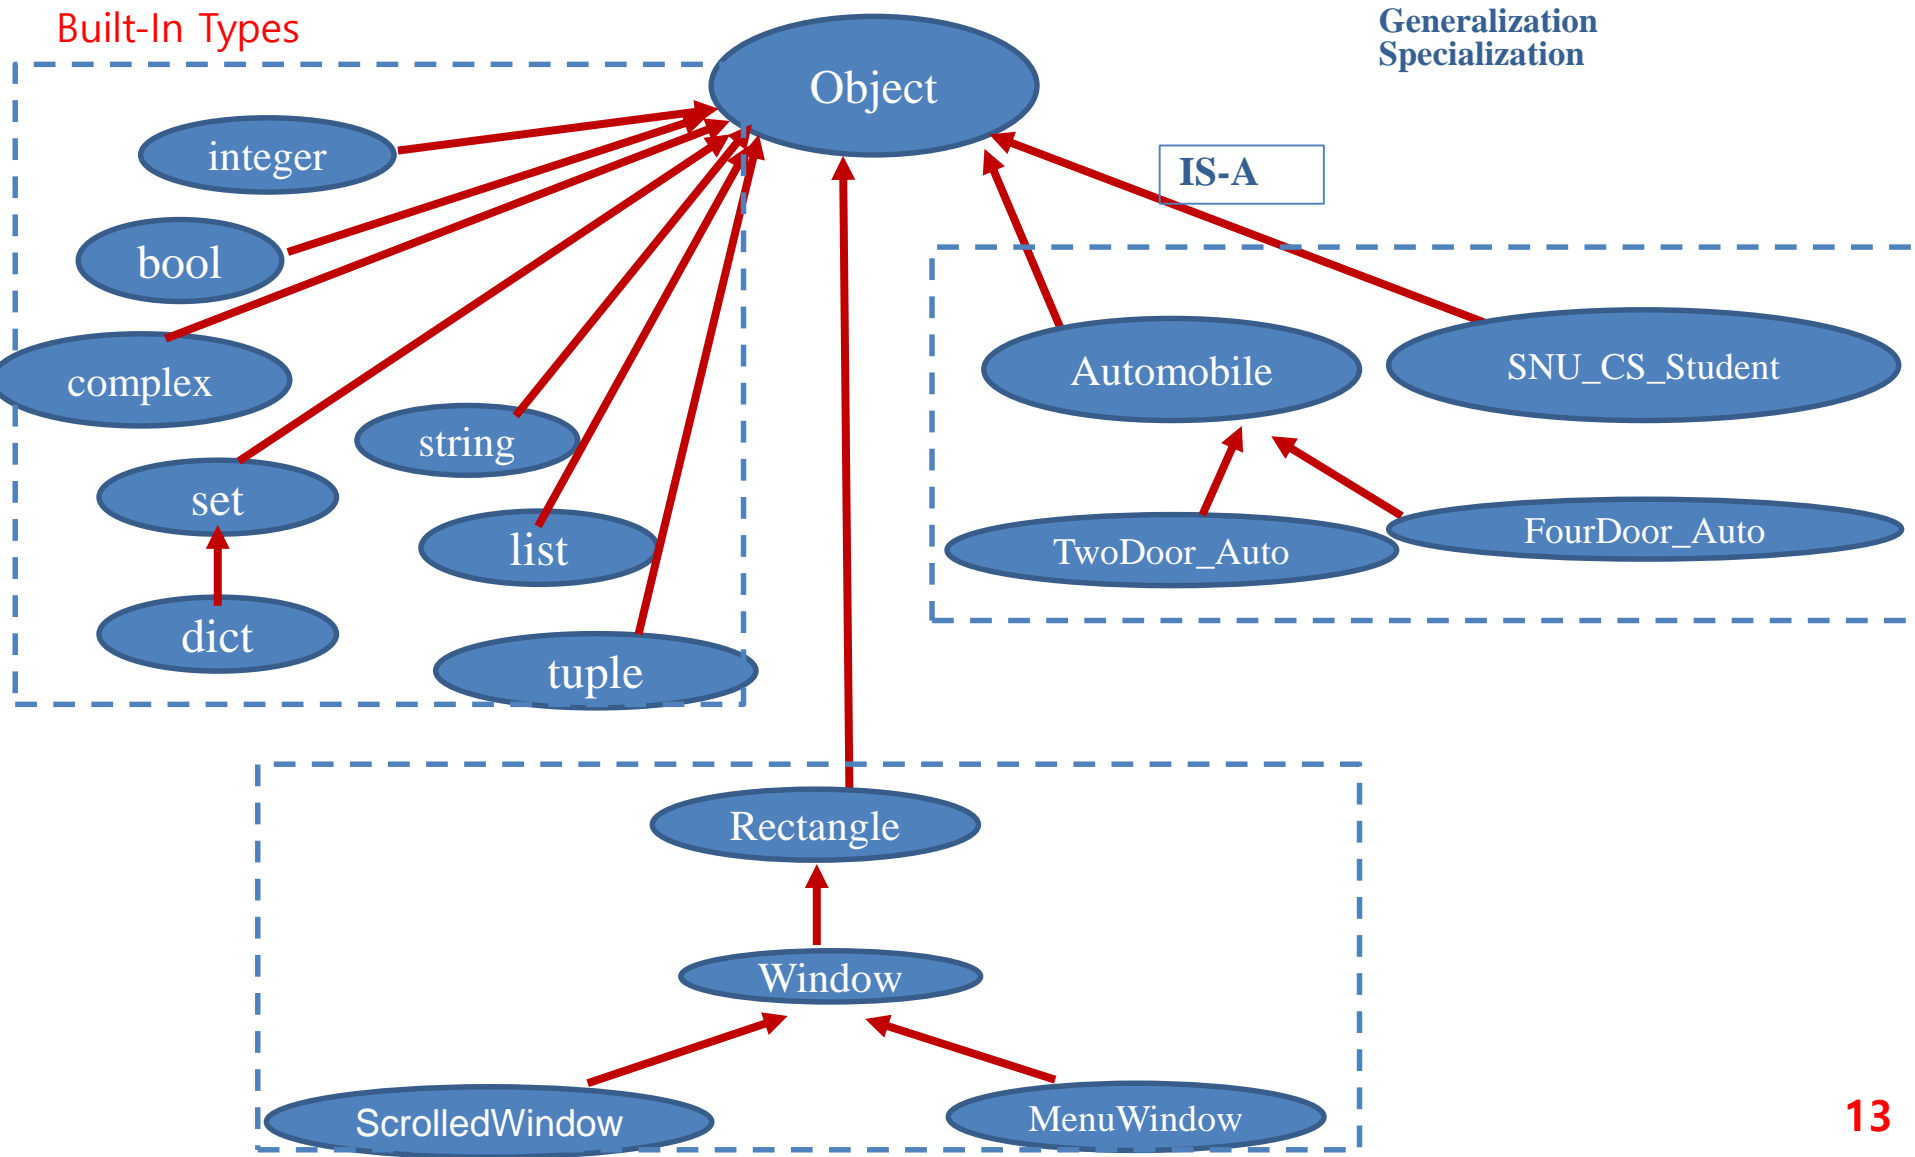 Built-In Types
Generalization
Specialization
Object
integer
IS-A
bool
complex
Automobile
SNU_CS_Student
string
set
list
TwoDoor_Auto
FourDoor_Auto
dict
tuple
Rectangle
Window
ScrolledWindow
MenuWindow
13